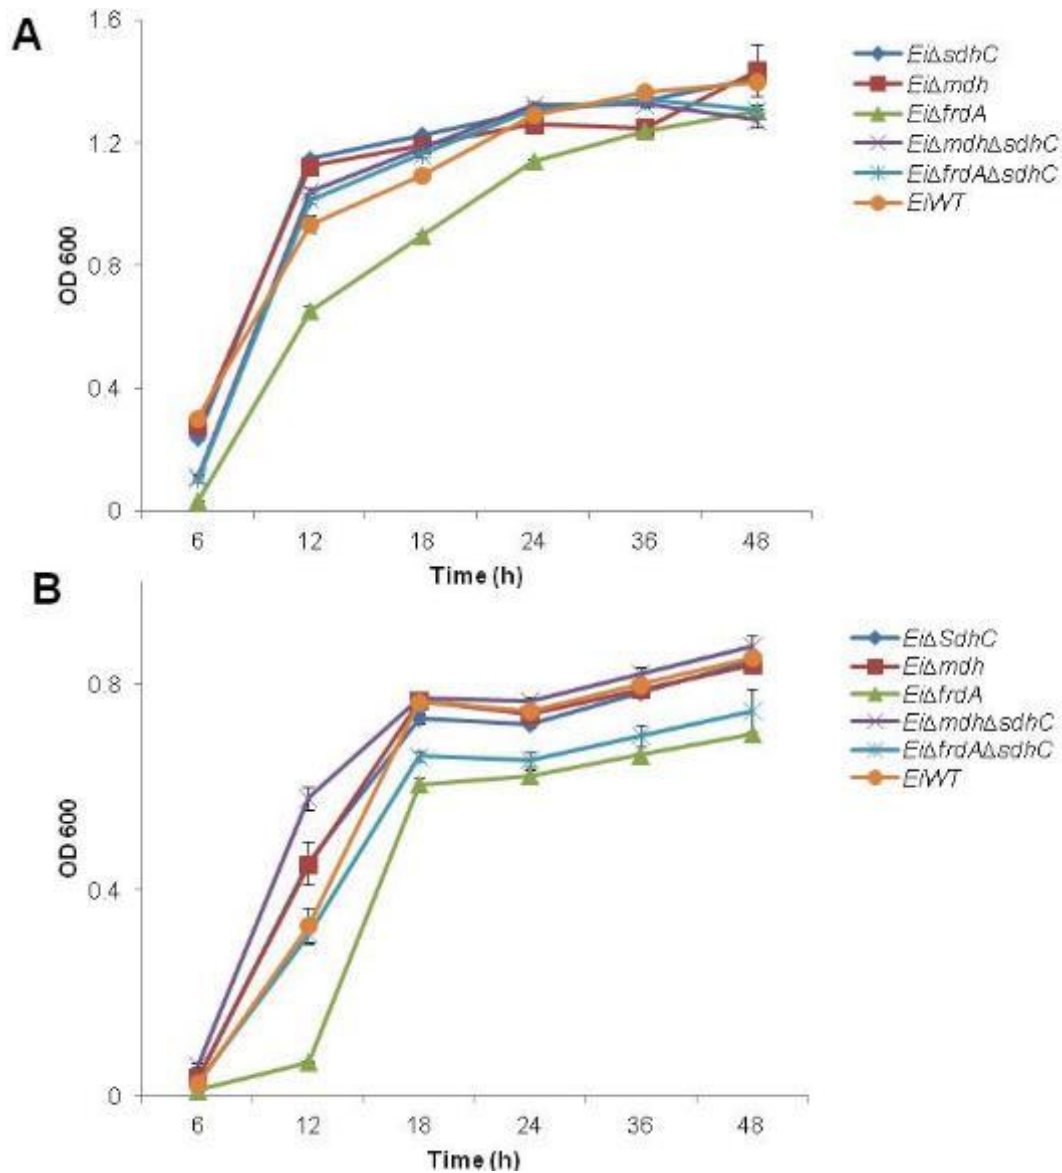 A
1.6
1.2
0.8
0.4
0
OD 600
6 12 18 24 36 48
Time (h)
EiΔsdhC
EiΔmdh
EiΔfrdA
EiΔmdhΔsdhC
EiΔfrdAΔsdhC
EiWT
B
0.8
0.4
0
OD 600
6 12 18 24 36 48
Time (h)
EiΔSdhC
EiΔmdh
EiΔfrdA
EiΔmdhΔsdhC
EiΔfrdAΔsdhC
EiWT